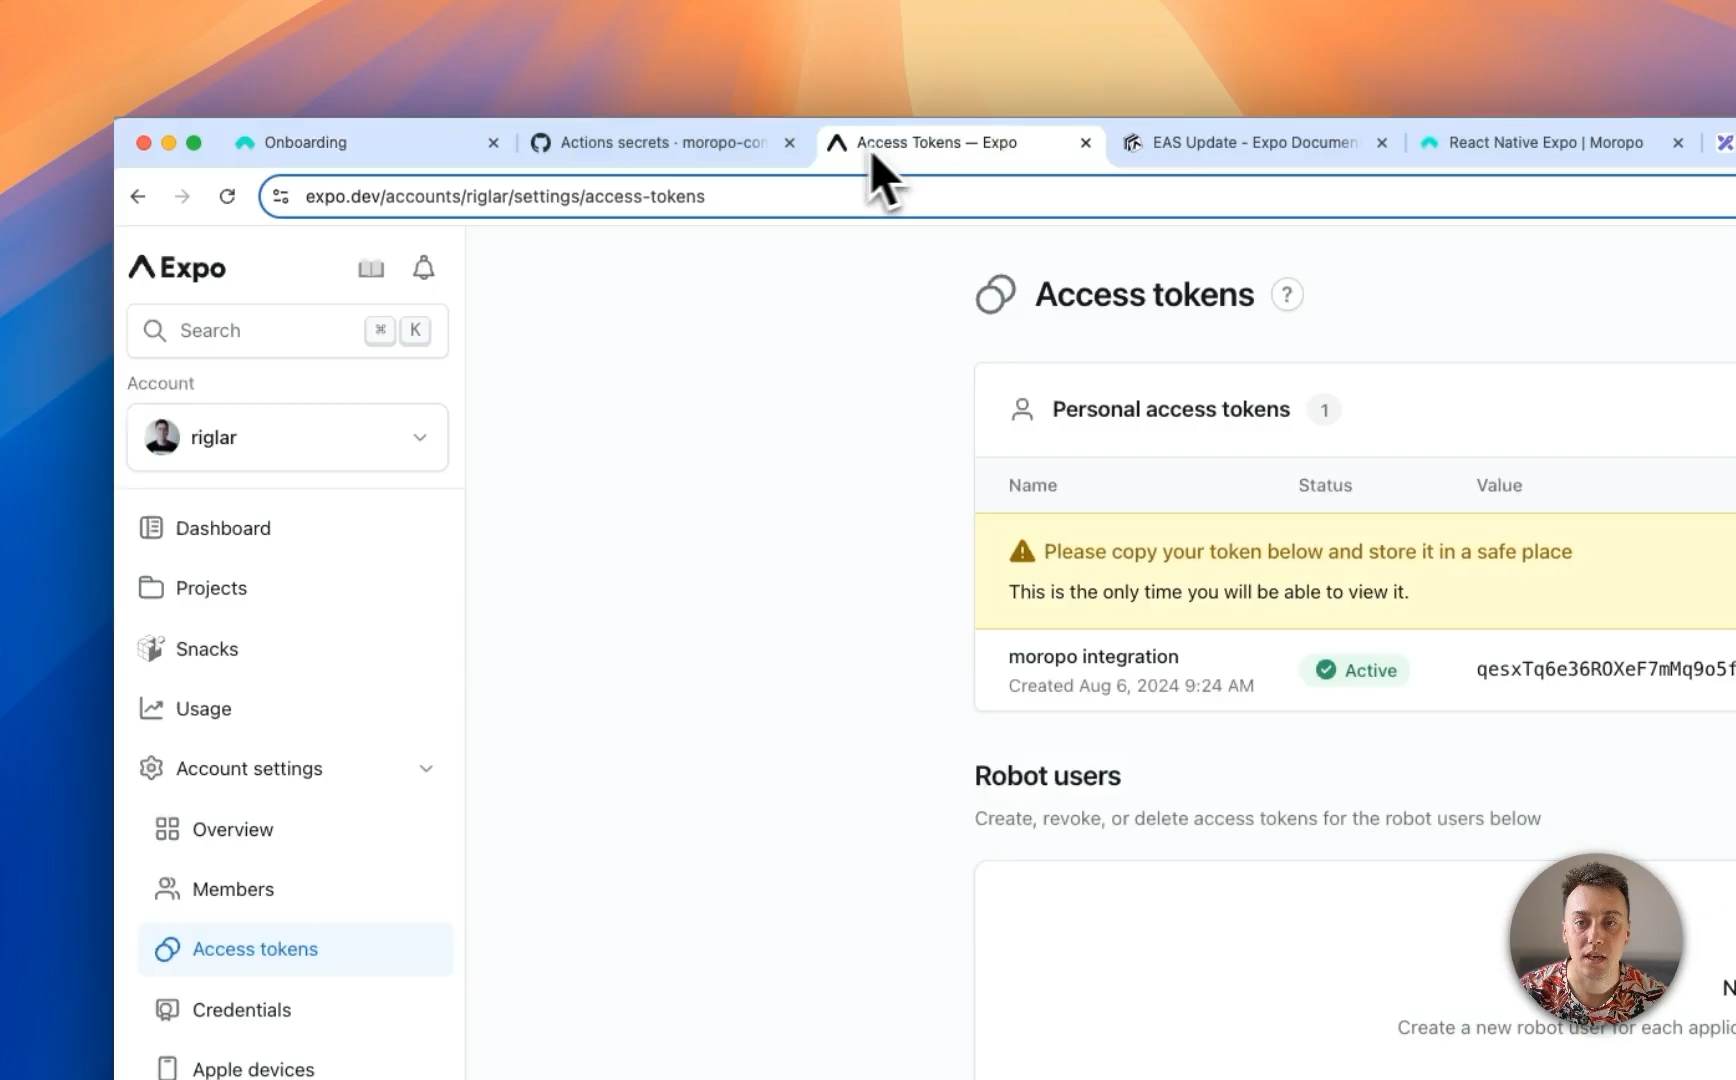 Onboarding
Actions secrets · moropo-con
Access Tokens — Expo
EAS Update - Expo Documen
React Native Expo | Moropo
expo.dev/accounts/riglar/settings/access-tokens
Expo
Search
⌘ K
Account
riglar
Dashboard
Projects
Snacks
Usage
Account settings
Overview
Members
Access tokens
Credentials
Apple devices
Access tokens ?
Personal access tokens 1
Name Status Value
Please copy your token below and store it in a safe place
This is the only time you will be able to view it.
moropo integration
Created Aug 6, 2024 9:24 AM
Active
qesxTq6e36ROXeF7mMq9o5f
Robot users
Create, revoke, or delete access tokens for the robot users below
N
Create a new robot user for each applic